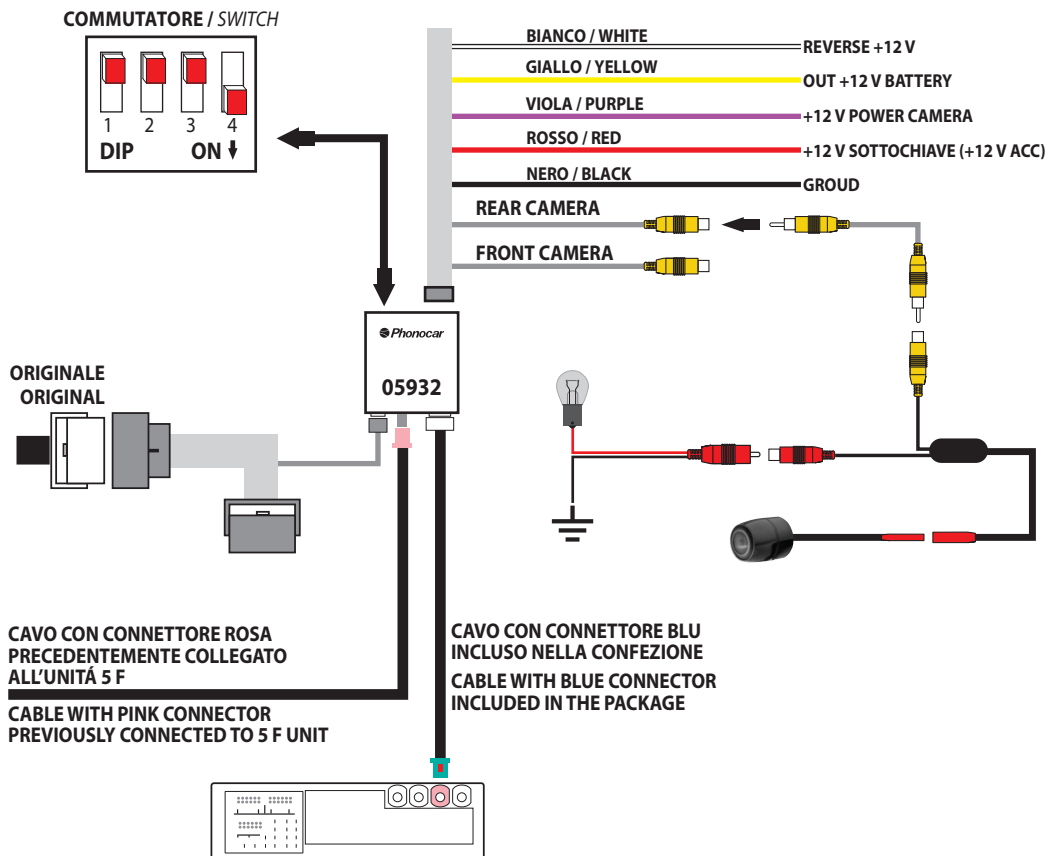 COMMUTATORE / SWITCH
1 2 3 4
DIP ON
BIANCO / WHITE
REVERSE +12 V
GIALLO / YELLOW
OUT +12 V BATTERY
VIOLA / PURPLE
+12 V POWER CAMERA
ROSSO / RED
+12 V SOTTOCHIAVE (+12 V ACC)
NERO / BLACK
GROUD
REAR CAMERA
FRONT CAMERA
Phonocar
05932
ORIGINALE
ORIGINAL
CAVO CON CONNETTORE ROSA
PRECEDENTEMENTE COLLEGATO
ALL'UNITÁ 5 F
CABLE WITH PINK CONNECTOR
PREVIOUSLY CONNECTED TO 5 F UNIT
CAVO CON CONNETTORE BLU
INCLUSO NELLA CONFEZIONE
CABLE WITH BLUE CONNECTOR
INCLUDED IN THE PACKAGE